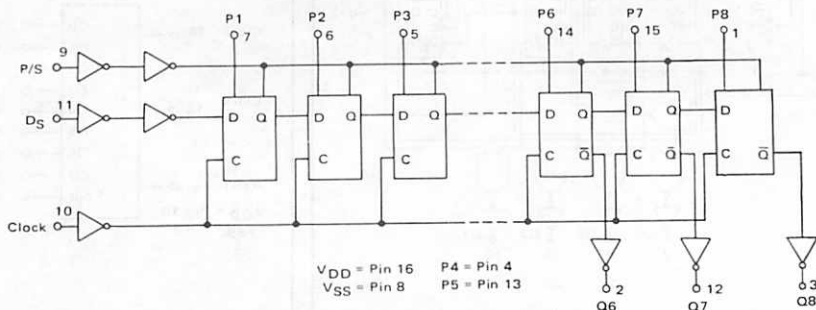 P1 P2 P3 P6 P7 P8
7 6 5 14 15 1
9
P/S
11
D Q D Q D Q D Q D Q D
DS
C C C C Q̅ C Q̅ C Q̅
10
Clock
VDD = Pin 16 P4 = Pin 4
VSS = Pin 8 P5 = Pin 13
2 12 3
Q6 Q7 Q8